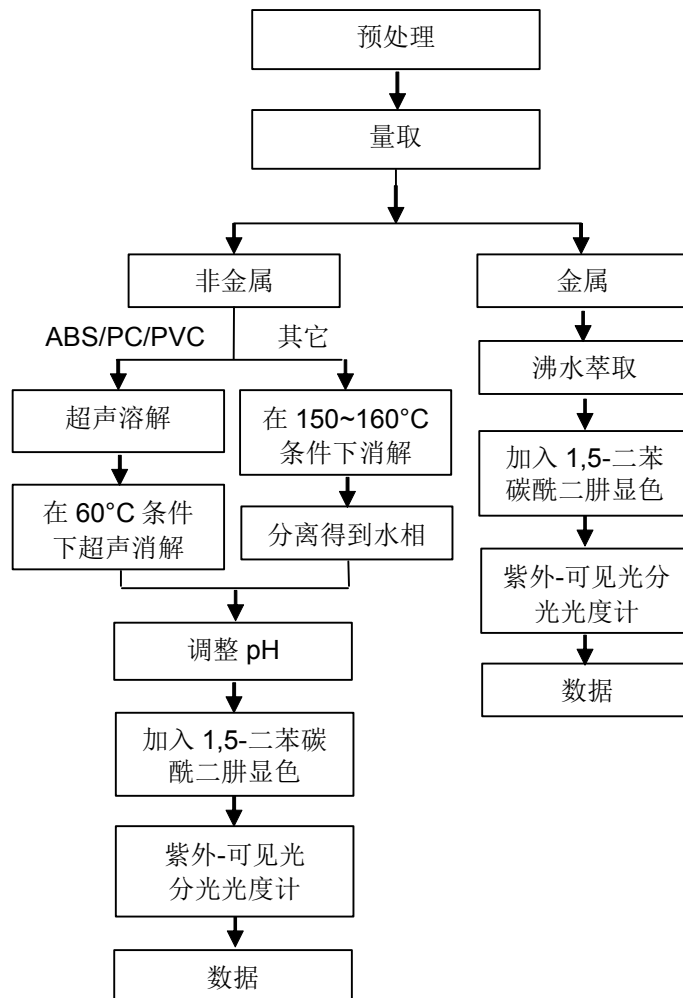 预处理
量取
非金属
金属
ABS/PC/PVC
其它
沸水萃取
超声溶解
在 150~160°C
条件下消解
加入 1,5-二苯
碳酰二肼显色
在 60°C 条件
下超声消解
分离得到水相
紫外-可见光分
光光度计
调整 pH
数据
加入 1,5-二苯碳
酰二肼显色
紫外-可见光
分光光度计
数据